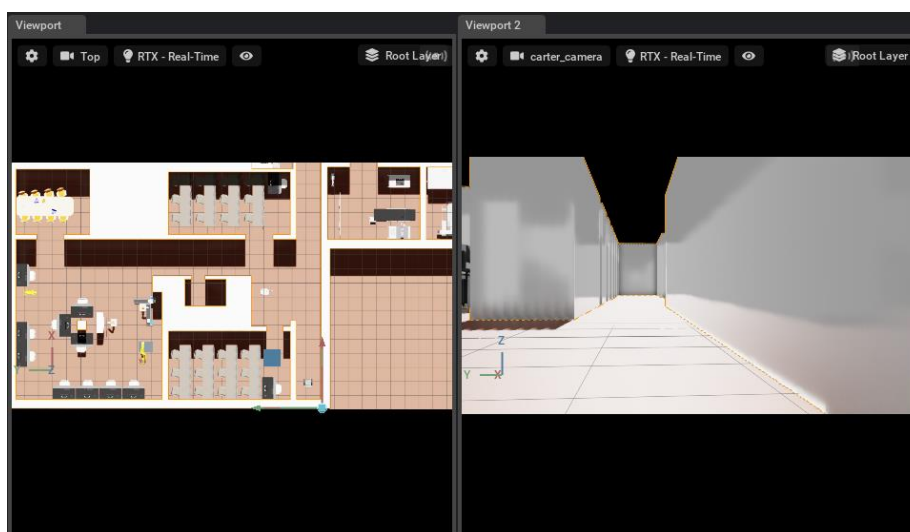 Viewport
Top
RTX - Real-Time
Root Layer
X
Y
Z
Viewport 2
carter_camera
RTX - Real-Time
Root Layer
Z
Y
X